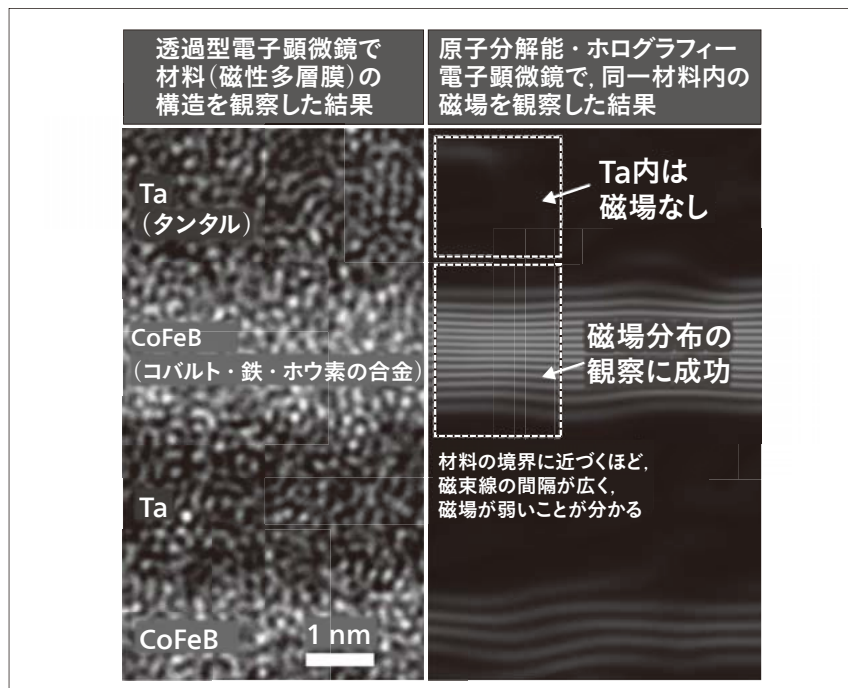 透過型電子顕微鏡で
材料（磁性多層膜）の
構造を観察した結果
原子分解能・ホログラフィー
電子顕微鏡で，同一材料内の
磁場を観察した結果
Ta
（タンタル）
CoFeB
（コバルト・鉄・ホウ素の合金）
Ta
CoFeB
1 nm
Ta内は
磁場なし
磁場分布の
観察に成功
材料の境界に近づくほど，
磁束線の間隔が広く，
磁場が弱いことが分かる